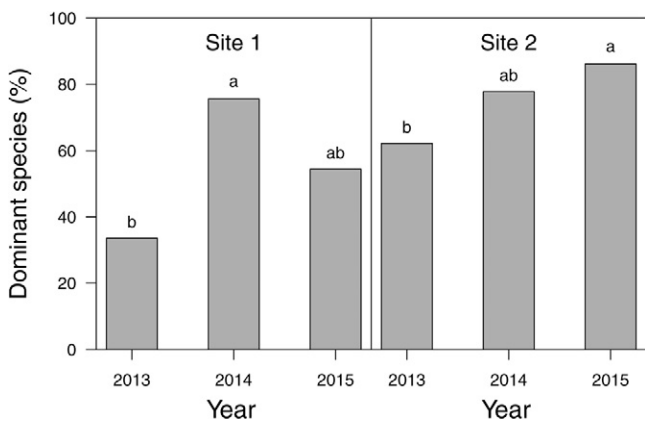 Dominant species (%)
100
80
60
40
20
0
Site 1
b
a
ab
2013 2014 2015
Year
Site 2
b
ab
a
2013 2014 2015
Year